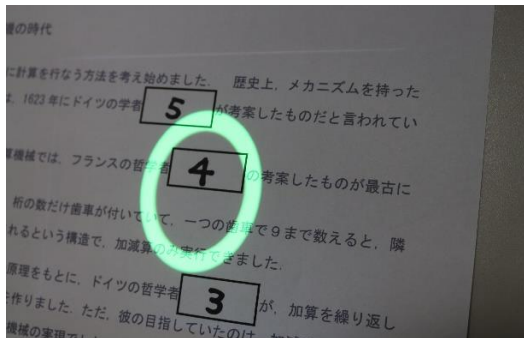 の時代
に計算を行なう方法を考え始めました. 歴史上, メカニズムを持った
は, 1623年にドイツの学者 5 が考案したものだと言われてい
算機械では, フランスの哲学者 4 の考案したものが最古に
桁の数だけ歯車が付いていて, 一つの歯車で9まで数えると, 隣
れるという構造で, 加減算のみ実行できました.
原理をもとに, ドイツの哲学者 3 が, 加算を繰り返し
を作りました. ただ, 彼の目指していたのは
機械の実現でし